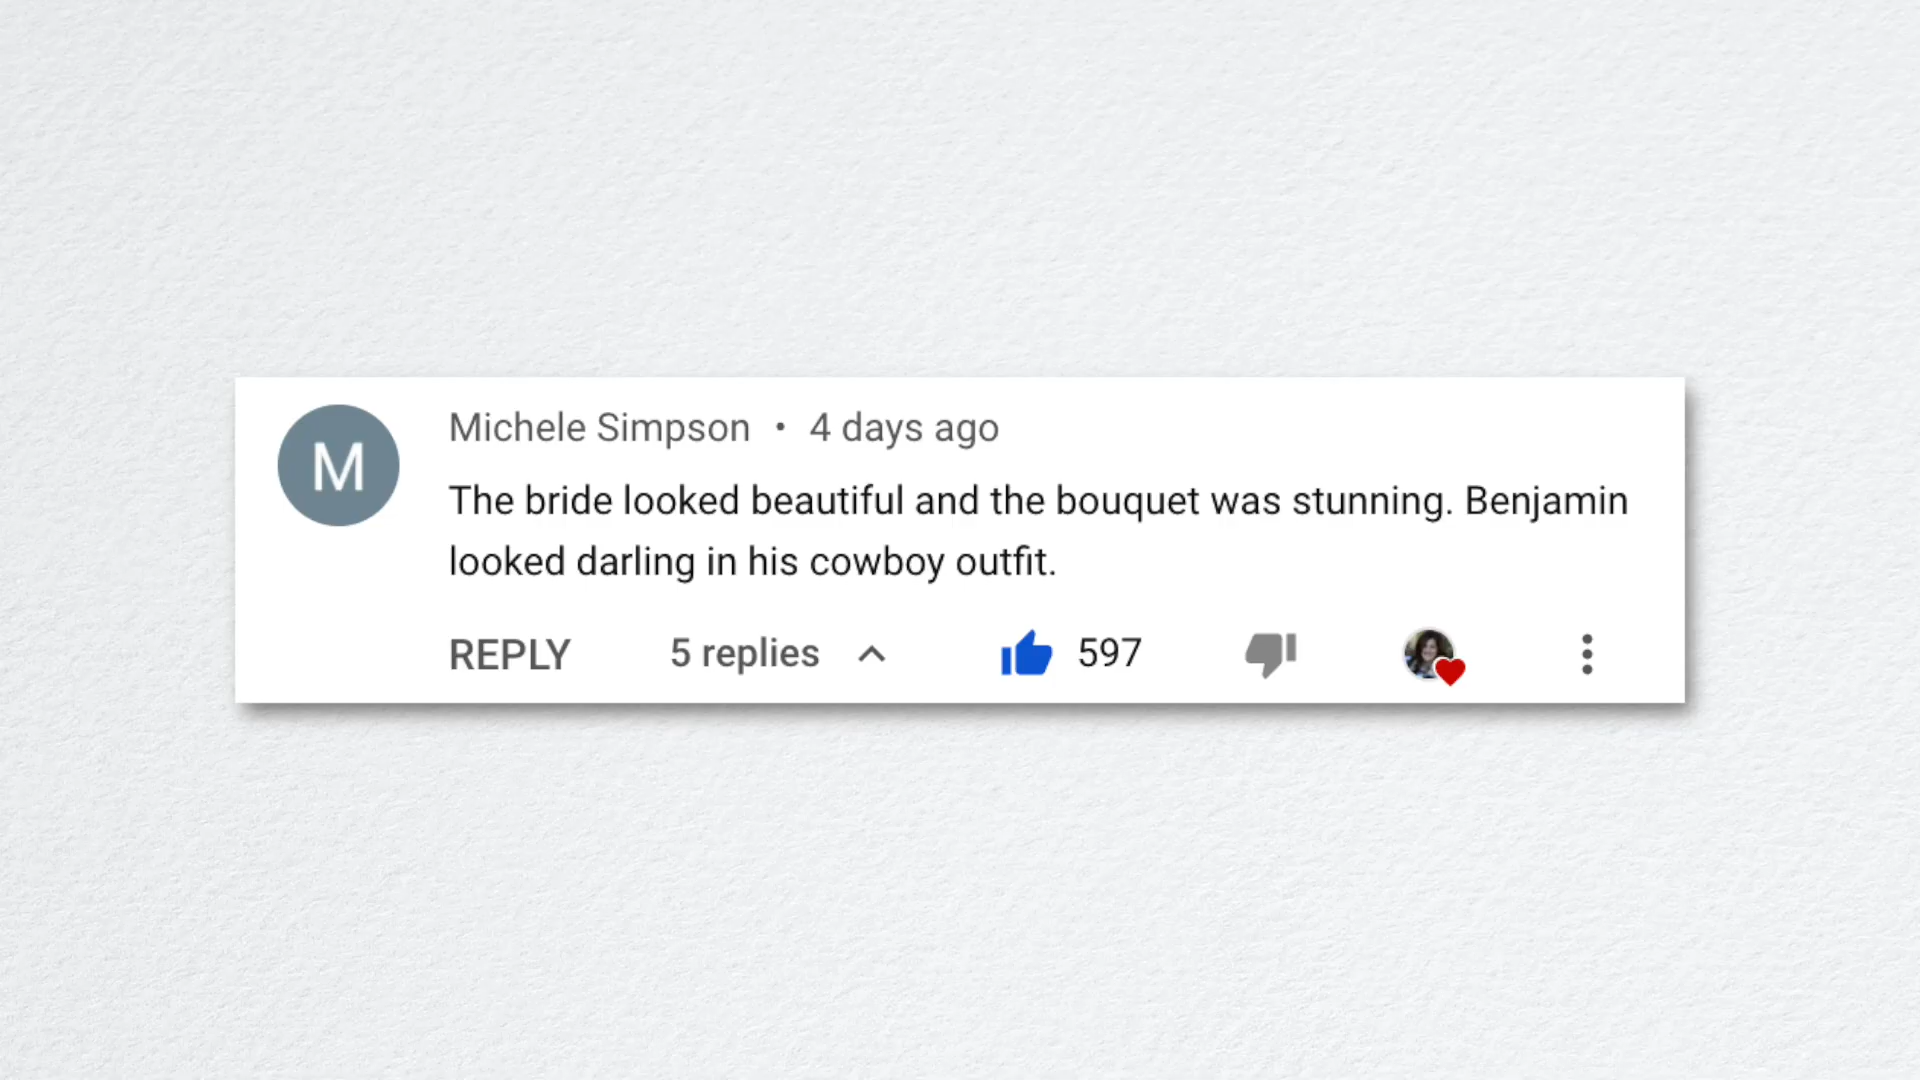 M
Michele Simpson • 4 days ago
The bride looked beautiful and the bouquet was stunning. Benjamin
looked darling in his cowboy outfit.
REPLY 5 replies 597